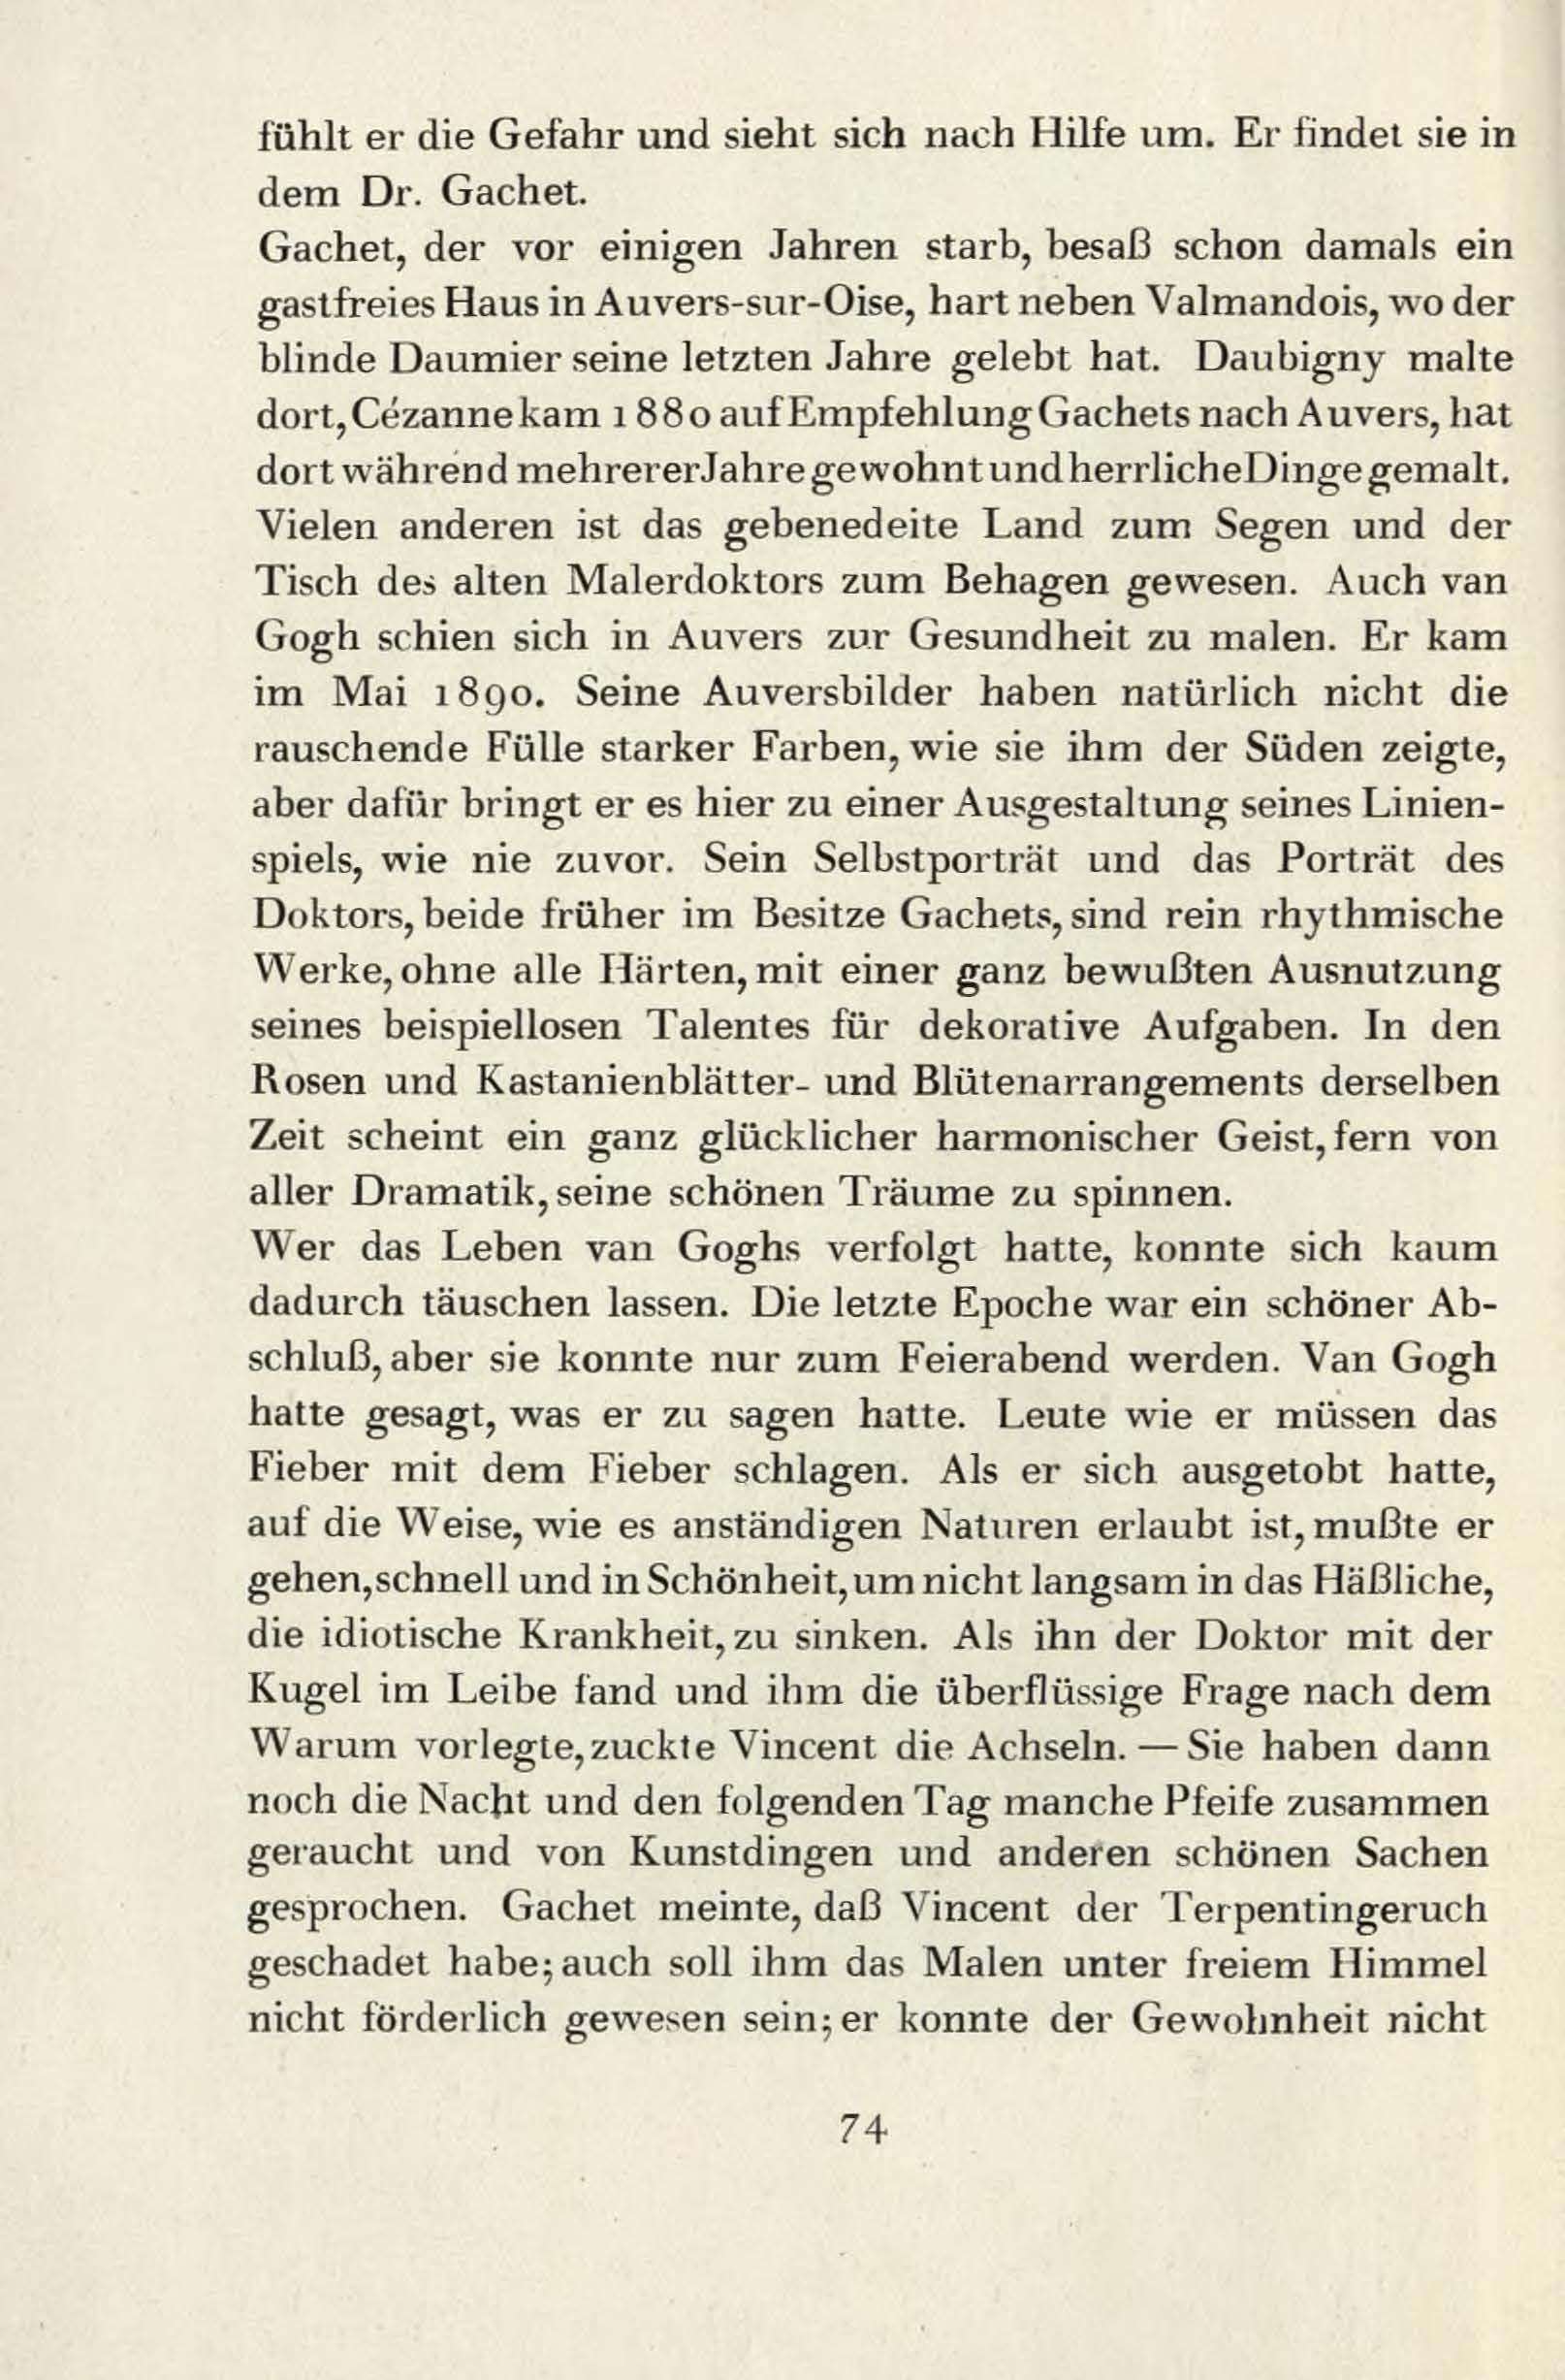 fühlt er die Gefahr und sieht sich nach Hilfe um. Er findet sie in
dem Dr. Gachet.
Gachet, der vor einigen Jahren starb, besaß schon damals ein
gastfreies Haus in Auvers-sur-Oise, hart neben Valmandois, wo der
blinde Daumier seine letzten Jahre gelebt hat. Daubigny malte
dort, Cézanne kam 1880 auf Empfehlung Gachets nach Auvers, hat
dort während mehrerer Jahre gewohnt und herrliche Dinge gemalt.
Vielen anderen ist das gebenedeite Land zum Segen und der
Tisch des alten Malerdoktors zum Behagen gewesen. Auch van
Gogh schien sich in Auvers zur Gesundheit zu malen. Er kam
im Mai 1890. Seine Auversbilder haben natürlich nicht die
rauschende Fülle starker Farben, wie sie ihm der Süden zeigte,
aber dafür bringt er es hier zu einer Ausgestaltung seines Linien-
spiels, wie nie zuvor. Sein Selbstporträt und das Porträt des
Doktors, beide früher im Besitze Gachets, sind rein rhythmische
Werke, ohne alle Härten, mit einer ganz bewußten Ausnutzung
seines beispiellosen Talentes für dekorative Aufgaben. In den
Rosen und Kastanienblätter- und Blütenarrangements derselben
Zeit scheint ein ganz glücklicher harmonischer Geist, fern von
aller Dramatik, seine schönen Träume zu spinnen.
Wer das Leben van Goghs verfolgt hatte, konnte sich kaum
dadurch täuschen lassen. Die letzte Epoche war ein schöner Ab-
schluß, aber sie konnte nur zum Feierabend werden. Van Gogh
hatte gesagt, was er zu sagen hatte. Leute wie er müssen das
Fieber mit dem Fieber schlagen. Als er sich ausgetobt hatte,
auf die Weise, wie es anständigen Naturen erlaubt ist, mußte er
gehen, schnell und in Schönheit, um nicht langsam in das Häßliche,
die idiotische Krankheit, zu sinken. Als ihn der Doktor mit der
Kugel im Leibe fand und ihm die überflüssige Frage nach dem
Warum vorlegte, zuckte Vincent die Achseln. — Sie haben dann
noch die Nacht und den folgenden Tag manche Pfeife zusammen
geraucht und von Kunstdingen und anderen schönen Sachen
gesprochen. Gachet meinte, daß Vincent der Terpentingeruch
geschadet habe; auch soll ihm das Malen unter freiem Himmel
nicht förderlich gewesen sein; er konnte der Gewohnheit nicht
74